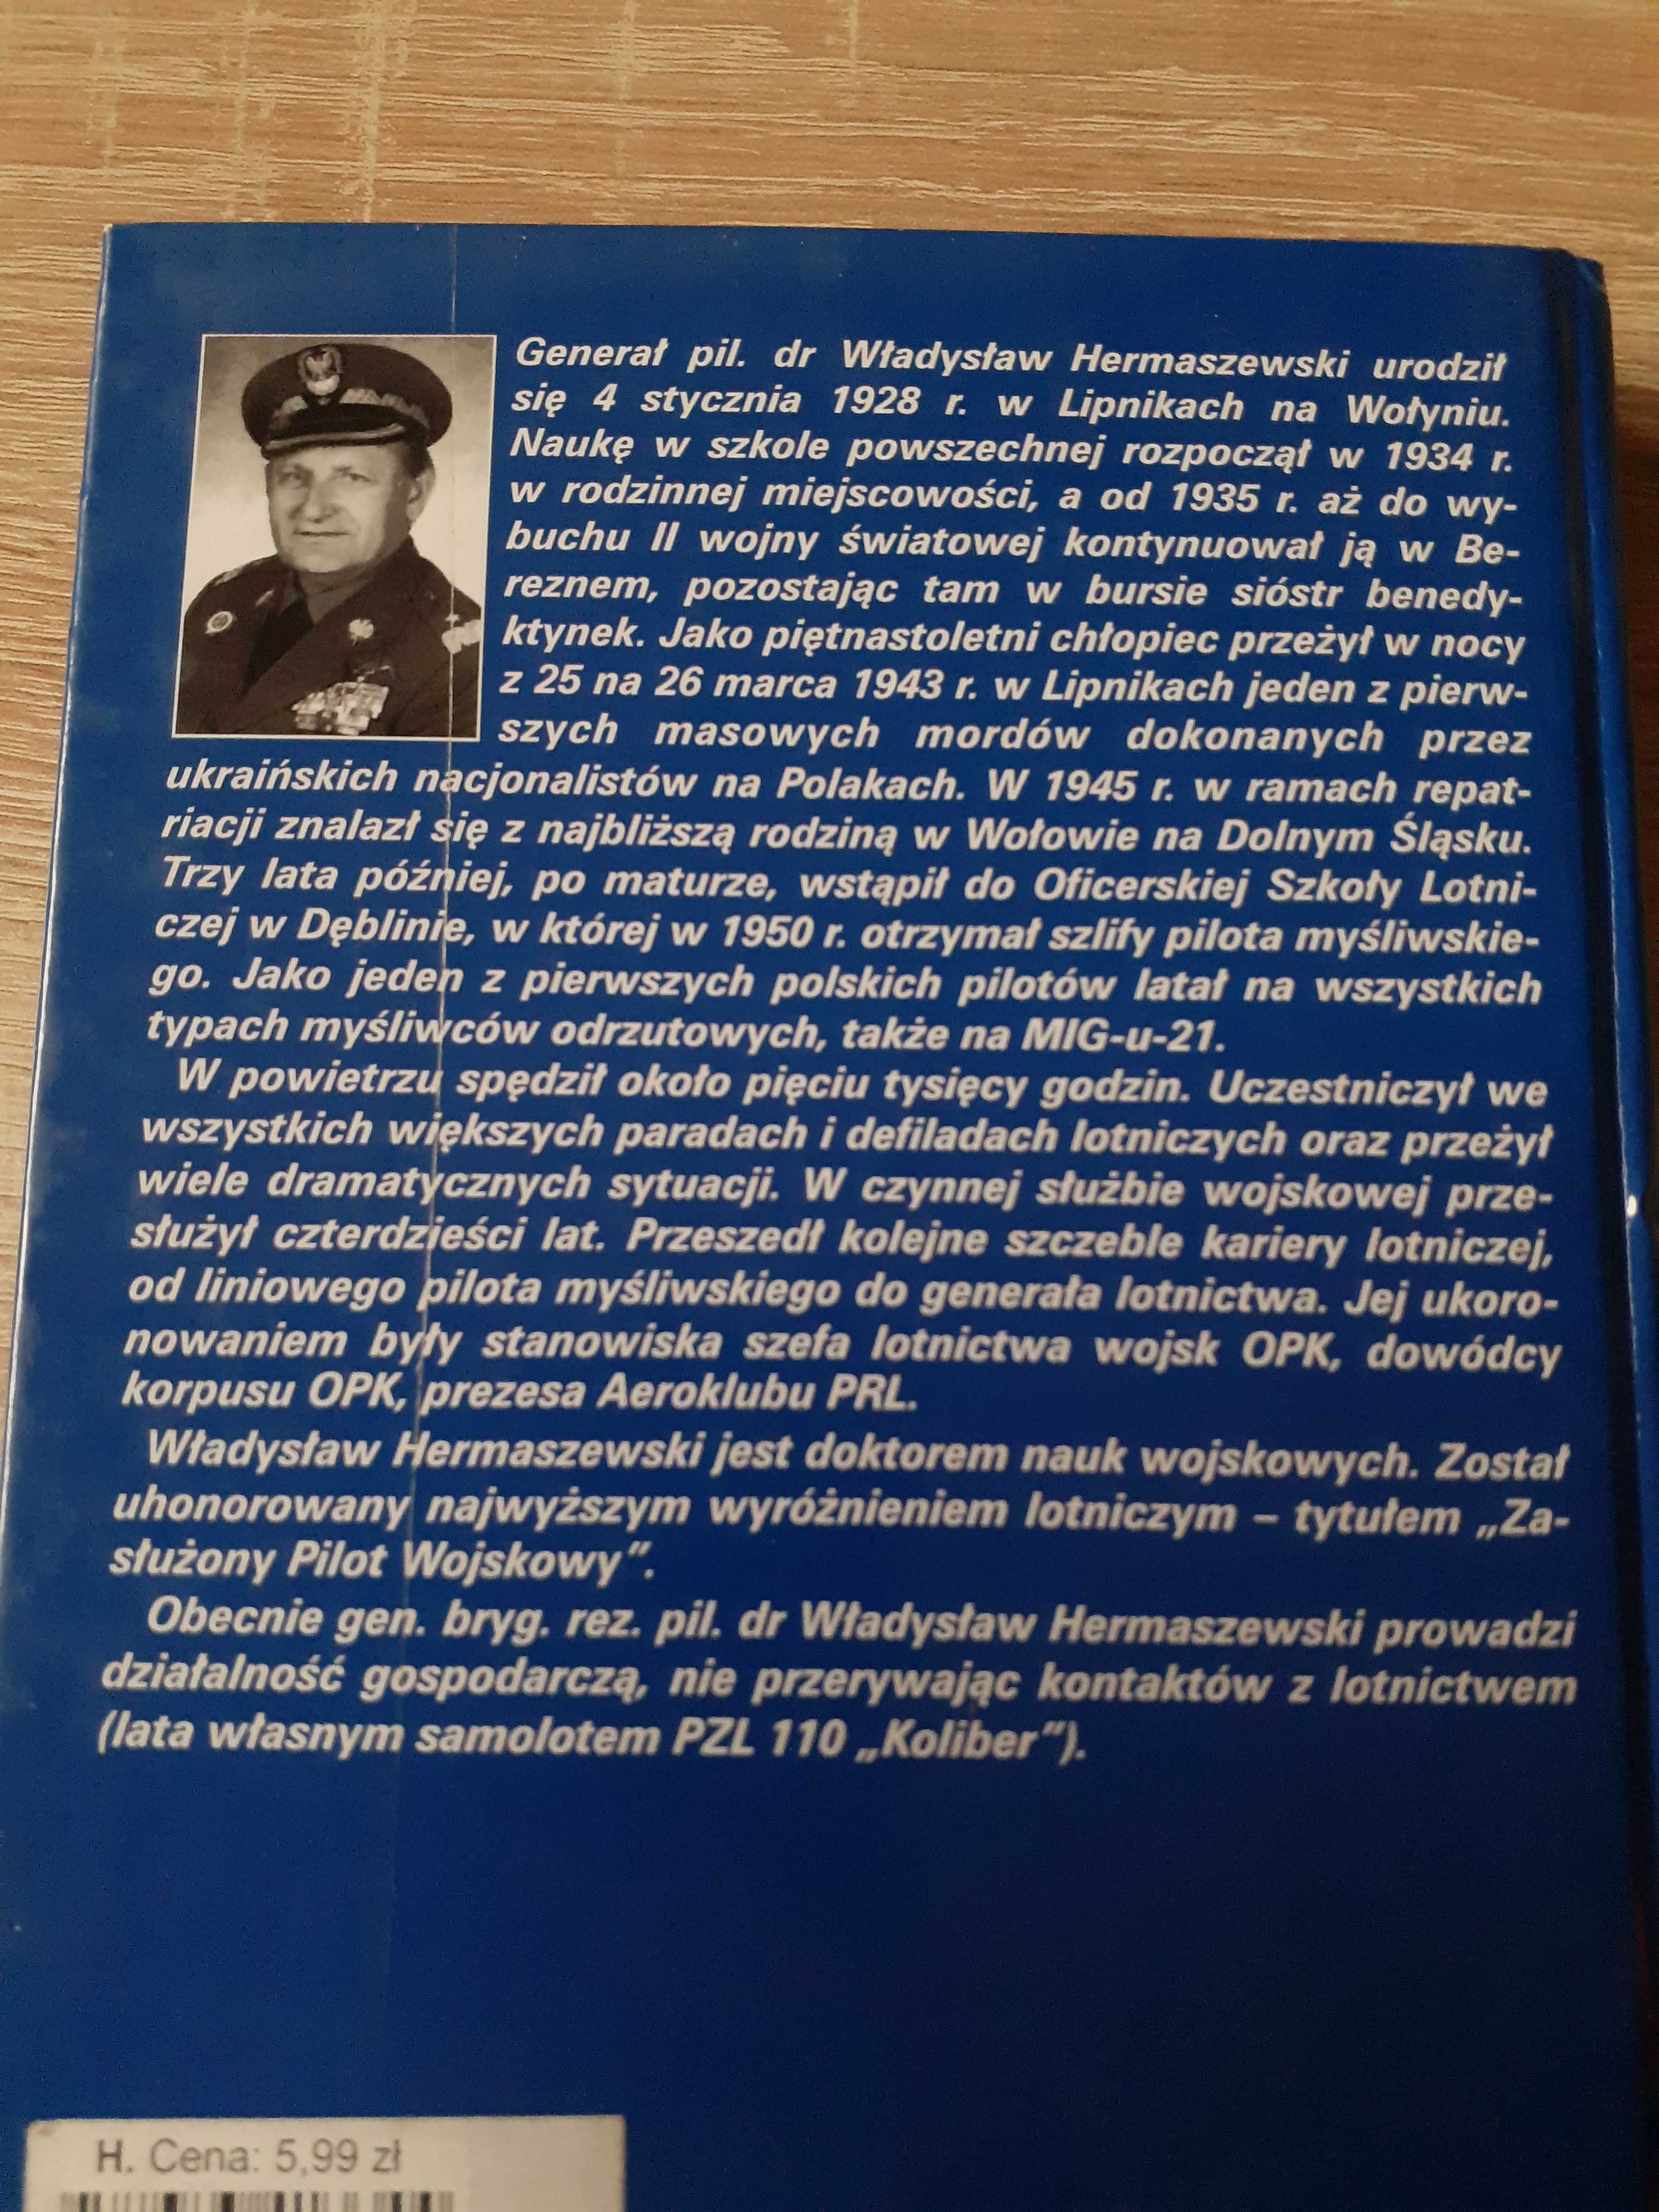 Generał pil. dr Władysław Hermaszewski urodził
się 4 stycznia 1928 r. w Lipnikach na Wołyniu.
Naukę w szkole powszechnej rozpoczął w 1934 r.
w rodzinnej miejscowości, a od 1935 r. aż do wy-
buchu II wojny światowej kontynuował ją w Be-
reznem, pozostając tam w bursie sióstr benedy-
ktynek. Jako piętnastoletni chłopiec przeżył w nocy
z 25 na 26 marca 1943 r. w Lipnikach jeden z pierw-
szych masowych mordów dokonanych przez
ukraińskich nacjonalistów na Polakach. W 1945 r. w ramach repat-
riacji znalazł się z najbliższą rodziną w Wołowie na Dolnym Śląsku.
Trzy lata później, po maturze, wstąpił do Oficerskiej Szkoły Lotni-
czej w Dęblinie, w której w 1950 r. otrzymał szlify pilota myśliwskie-
go. Jako jeden z pierwszych polskich pilotów latał na wszystkich
typach myśliwców odrzutowych, także na MIG-u-21.
W powietrzu spędził około pięciu tysięcy godzin. Uczestniczył we
wszystkich większych paradach i defiladach lotniczych oraz przeżył
wiele dramatycznych sytuacji. W czynnej służbie wojskowej prze-
służył czterdzieści lat. Przeszedł kolejne szczeble kariery lotniczej,
od liniowego pilota myśliwskiego do generała lotnictwa. Jej ukoro-
nowaniem były stanowiska szefa lotnictwa wojsk OPK, dowódcy
korpusu OPK, prezesa Aeroklubu PRL.
Władysław Hermaszewski jest doktorem nauk wojskowych. Został
uhonorowany najwyższym wyróżnieniem lotniczym – tytułem „Za-
służony Pilot Wojskowy”.
Obecnie gen. bryg. rez. pil. dr Władysław Hermaszewski prowadzi
działalność gospodarczą, nie przerywając kontaktów z lotnictwem
(lata własnym samolotem PZL 110 „Koliber”).
H. Cena: 5,99 zł